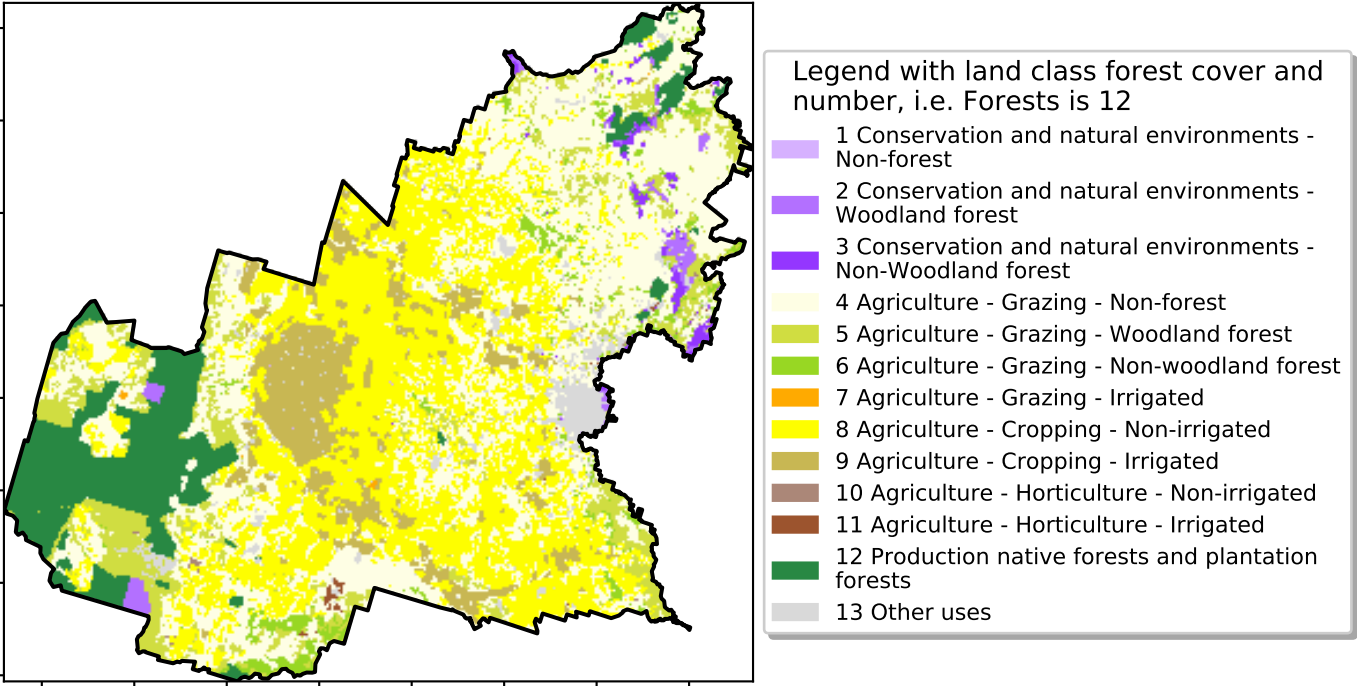 Legend with land class forest cover and
number, i.e. Forests is 12
1 Conservation and natural environments -
Non-forest
2 Conservation and natural environments -
Woodland forest
3 Conservation and natural environments -
Non-Woodland forest
4 Agriculture - Grazing - Non-forest
5 Agriculture - Grazing - Woodland forest
6 Agriculture - Grazing - Non-woodland forest
7 Agriculture - Grazing - Irrigated
8 Agriculture - Cropping - Non-irrigated
9 Agriculture - Cropping - Irrigated
10 Agriculture - Horticulture - Non-irrigated
11 Agriculture - Horticulture - Irrigated
12 Production native forests and plantation
forests
13 Other uses